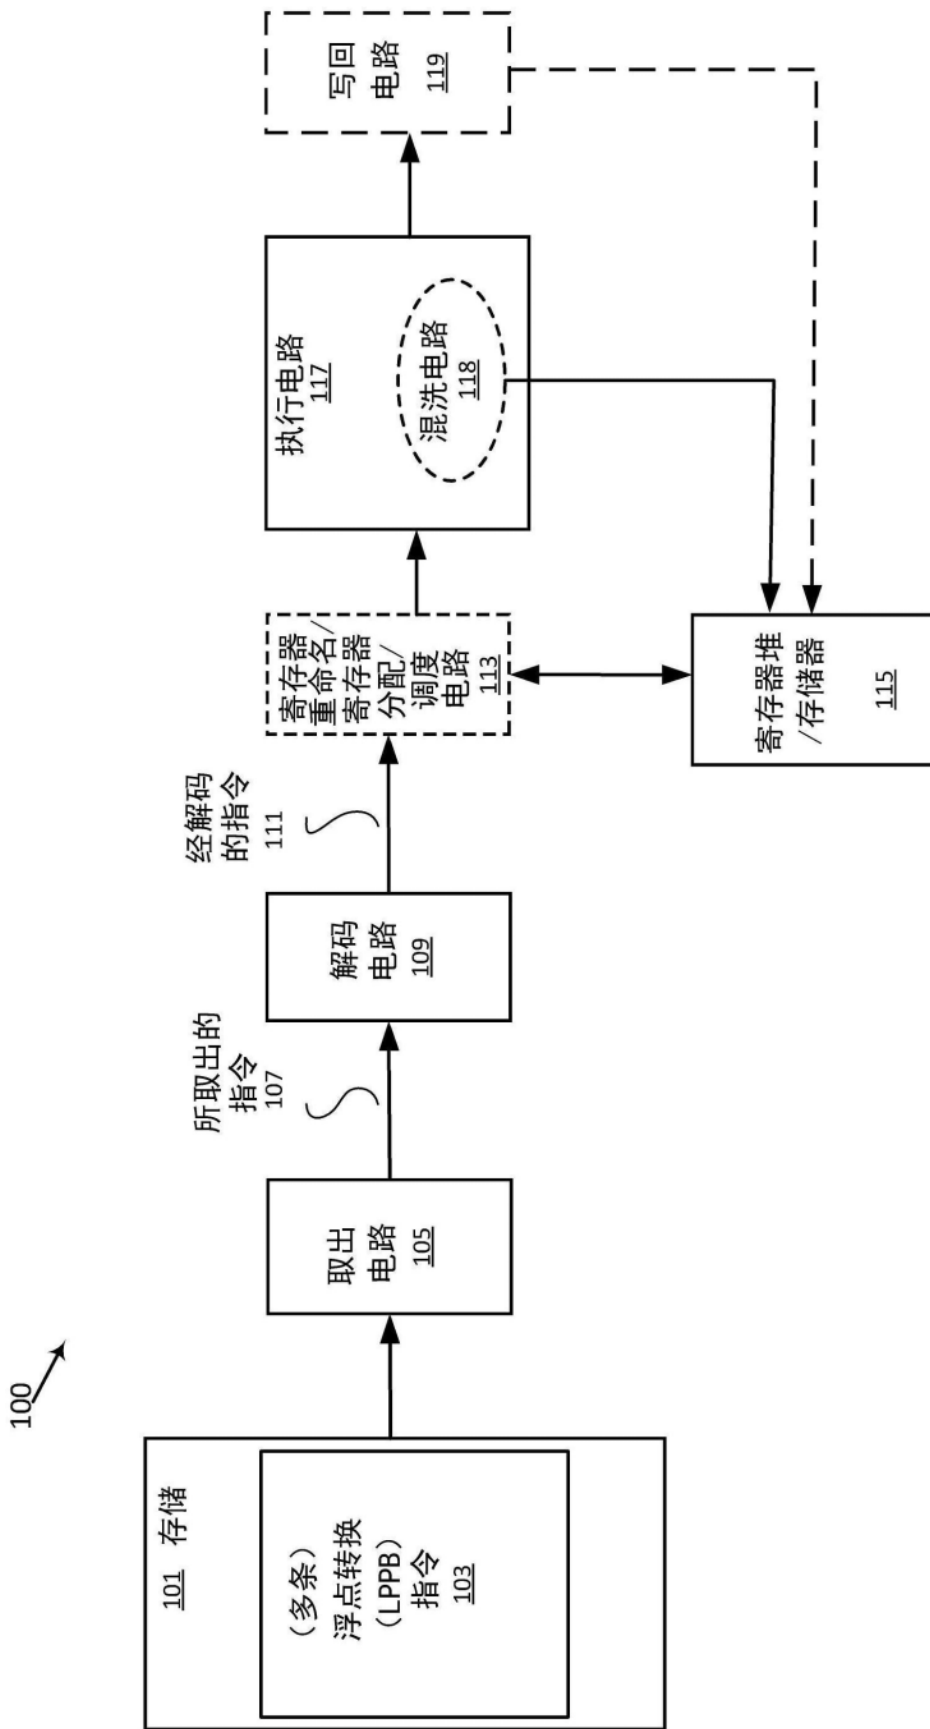 100
101 存储
（多条）
浮点转换
（LPPB）
指令
103
取出
电路
105
所取出的
指令
107
解码
电路
109
经解码
的指令
111
寄存器
重命名/
寄存器
分配/
调度
电路
113
寄存器堆
/存储器
115
执行电路
117
混洗电路
118
写回
电路
119